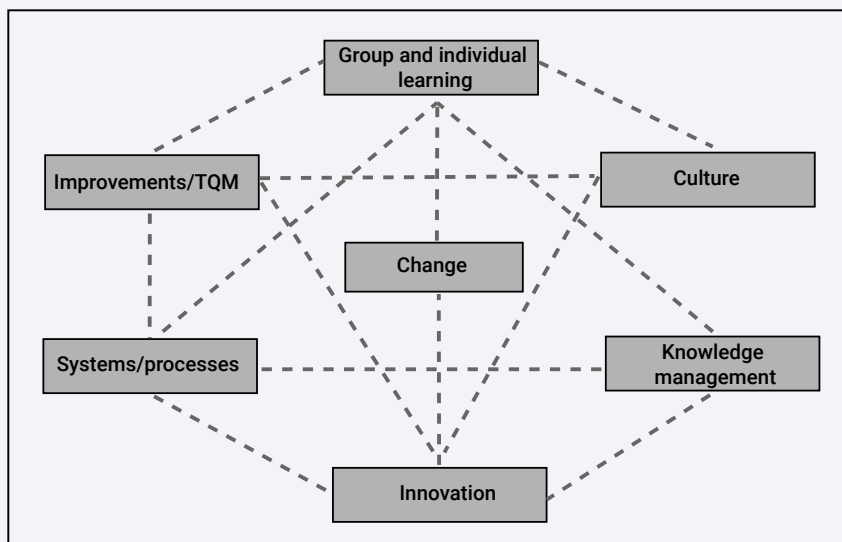 Group and individual
learning
Improvements/TQM
Culture
Change
Systems/processes
Knowledge
management
Innovation